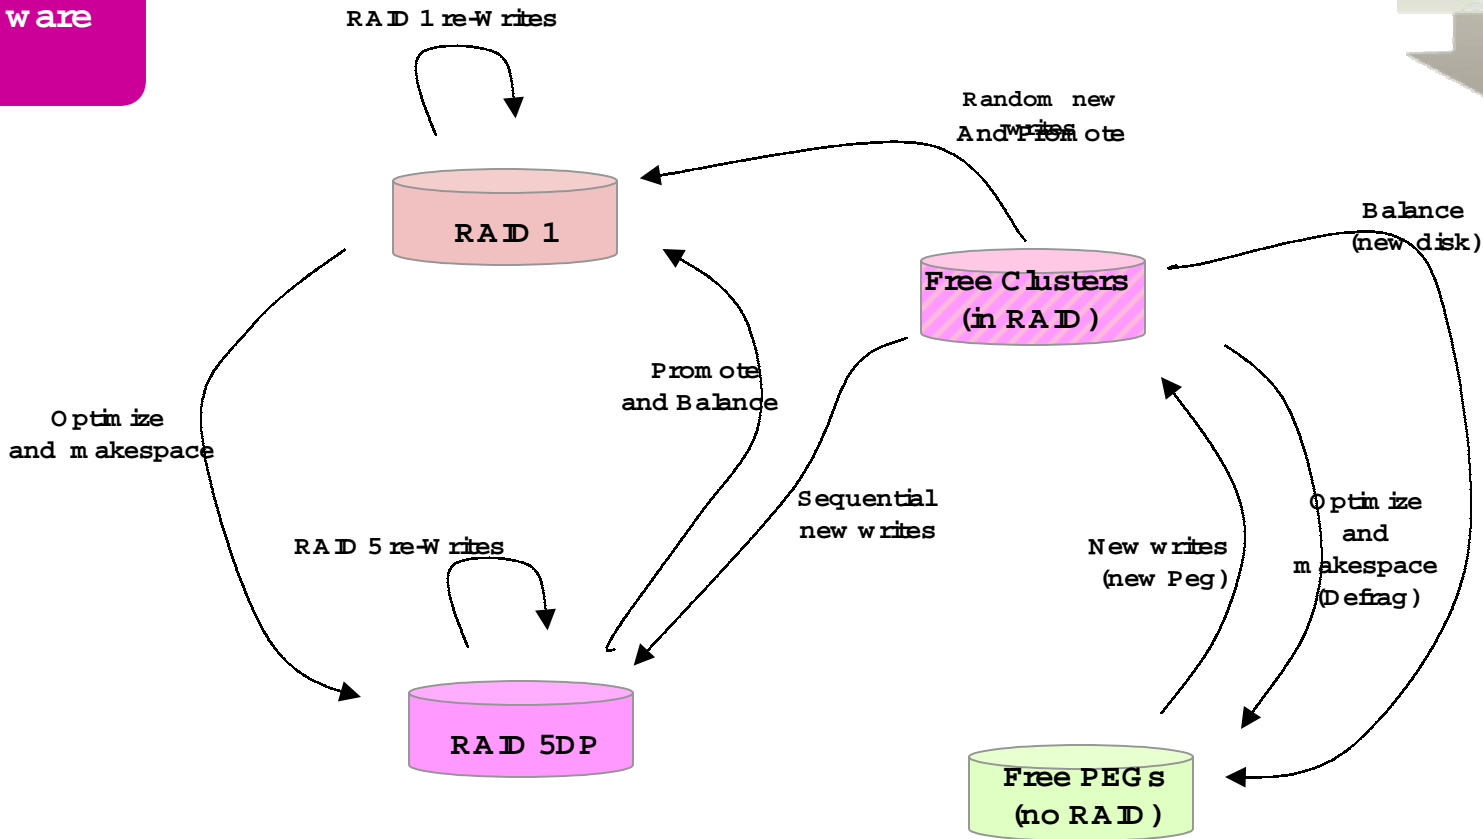 ware
RAID 1 re-Writes
Random new
writes
And Promote
Balance
(new disk)
RAID 1
Free Clusters
(in RAID)
Promote
and Balance
Optimize
and makespace
Sequential
new writes
RAID 5 re-Writes
New writes
(new Peg)
Optimize
and
makespace
(Defrag)
RAID 5DP
Free PEGs
(no RAID)